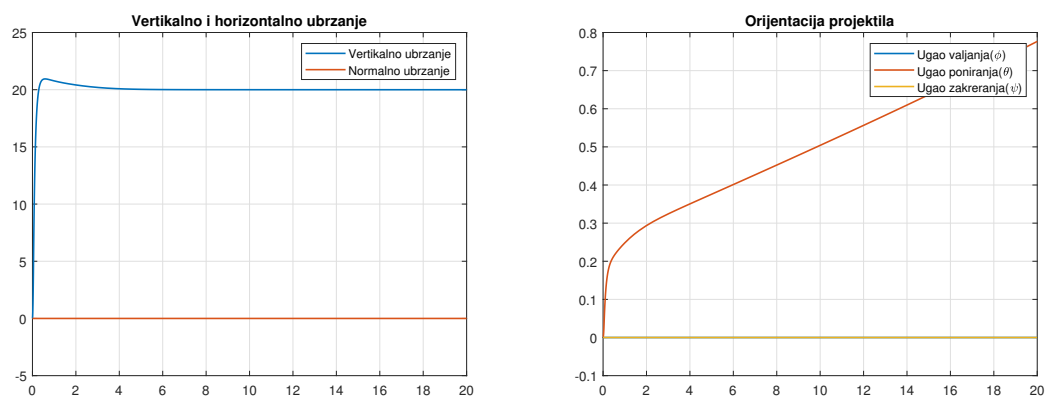 Vertikalno i horizontalno ubrzanje
25
20
15
10
5
0
-5
0 2 4 6 8 10 12 14 16 18 20
Vertikalno ubrzanje
Normalno ubrzanje
Orijentacija projektila
0.8
0.7
0.6
0.5
0.4
0.3
0.2
0.1
0
-0.1
0 2 4 6 8 10 12 14 16 18 20
Ugao valjanja(ϕ)
Ugao poniranja(θ)
Ugao zakreranja(ψ)